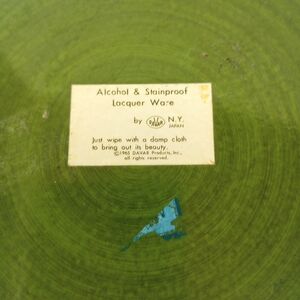 Alcohol & Stainproof
Lacquer Ware
by DAVAR N.Y.
JAPAN
Just wipe with a damp cloth
to bring out its beauty.
©1965 DAVAR Products, Inc.,
all rights reserved.